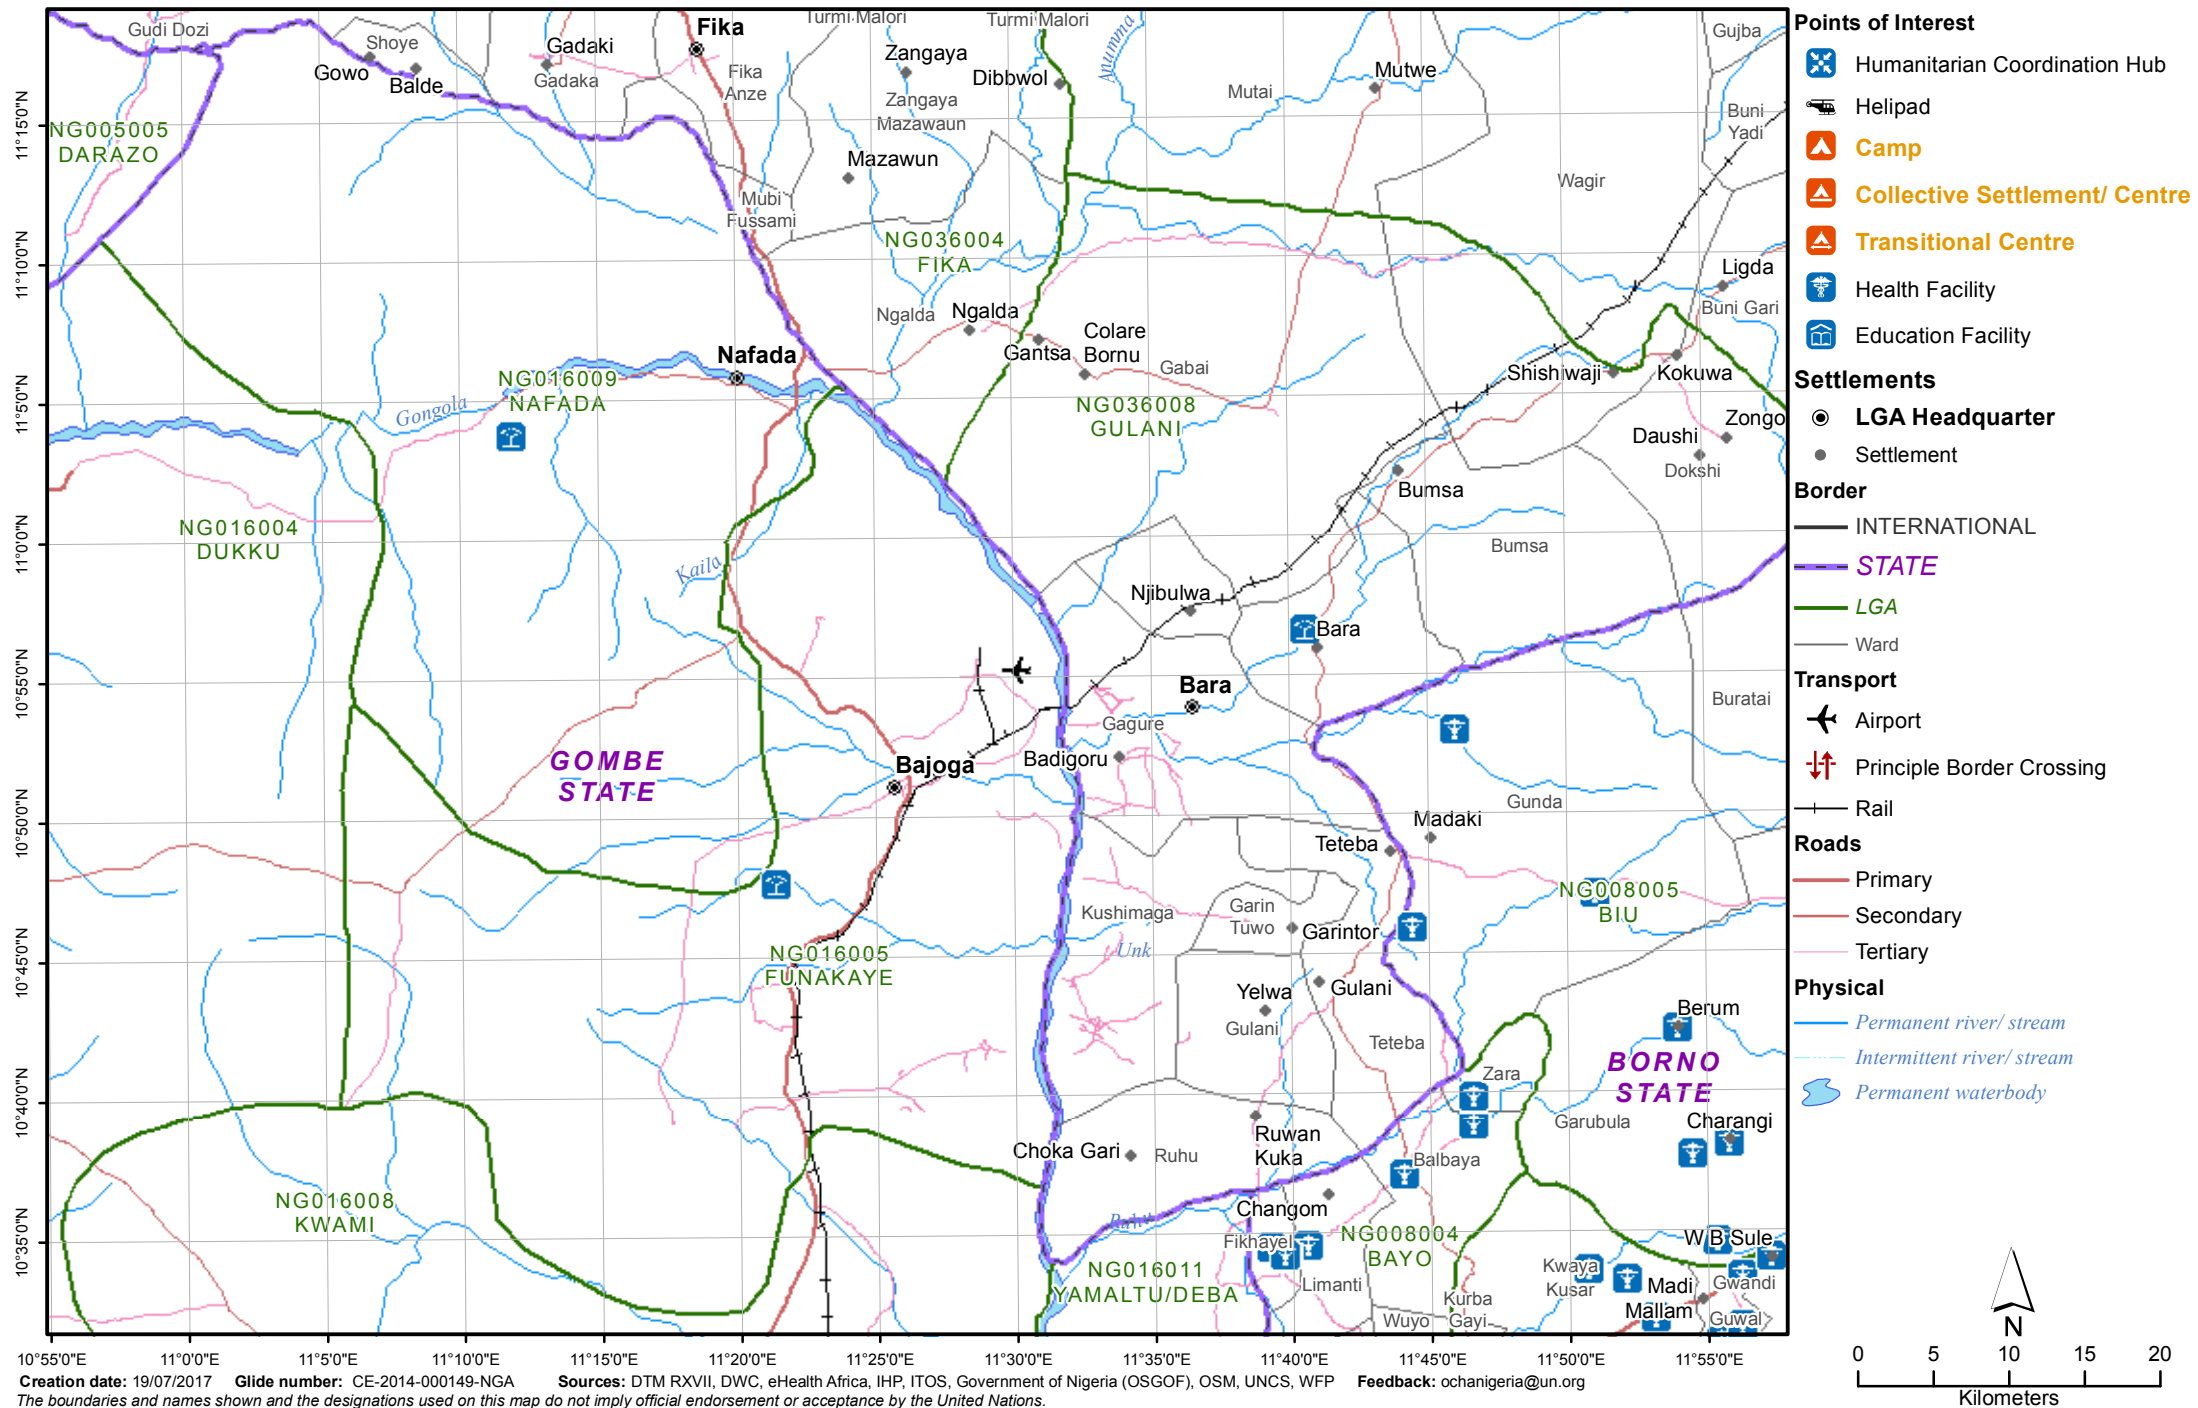 Gudi Dozi
Shoye
Gowo
Balde
Gadaki
Gadaka
Fika
Fika
Anze
Turmi Malori
Zangaya
Zangaya
Mazawaun
Mazawun
Turmi Malori
Dibbwol
Anumma
Mutai
Mutwe
Gujba
Buni
Yadi
NG005005
DARAZO
Mubi
Fussami
Wagir
NG036004
FIKA
Ligda
Buni Gari
Ngalda
Ngalda
Gantsa
Colare
Bornu
Gabai
Nafada
NG016009
NAFADA
Gongola
NG036008
GULANI
Shishiwaji
Kokuwa
Zongo
Daushi
Dokshi
Bumsa
Bumsa
NG016004
DUKKU
Kaila
Njibulwa
Bara
Bara
Gagure
Badigoru
Buratai
GOMBE
STATE
Bajoga
Gunda
Madaki
Teteba
NG008005
BIU
Kushimaga
Garin
Tuwo
Garintor
Unk
NG016005
FUNAKAYE
Yelwa
Gulani
Gulani
Teteba
Berum
BORNO
STATE
Zara
Garubula
Charangi
Choka Gari
Ruhu
Ruwan
Kuka
Balbaya
NG016008
KWAMI
Changom
Fikhayel
NG008004
BAYO
W B Sule
NG016011
YAMALTU/DEBA
Limanti
Kwaya
Kusar
Madi
Mallam
Gwandi
Guwal
Kurba
Gayi
Wuyo
11°15'0"N
11°10'0"N
11°5'0"N
11°0'0"N
10°55'0"N
10°50'0"N
10°45'0"N
10°40'0"N
10°35'0"N
10°55'0"E
11°0'0"E
11°5'0"E
11°10'0"E
11°15'0"E
11°20'0"E
11°25'0"E
11°30'0"E
11°35'0"E
11°40'0"E
11°45'0"E
11°50'0"E
11°55'0"E
Points of Interest
Humanitarian Coordination Hub
Helipad
Camp
Collective Settlement/ Centre
Transitional Centre
Health Facility
Education Facility
Settlements
LGA Headquarter
Settlement
Border
INTERNATIONAL
STATE
LGA
Ward
Transport
Airport
Principle Border Crossing
Rail
Roads
Primary
Secondary
Tertiary
Physical
Permanent river/ stream
Intermittent river/ stream
Permanent waterbody
N
0 5 10 15 20
Kilometers
Creation date: 19/07/2017 Glide number: CE-2014-000149-NGA Sources: DTM RXVII, DWC, eHealth Africa, IHP, ITOS, Government of Nigeria (OSGOF), OSM, UNCS, WFP Feedback: ochanigeria@un.org
The boundaries and names shown and the designations used on this map do not imply official endorsement or acceptance by the United Nations.